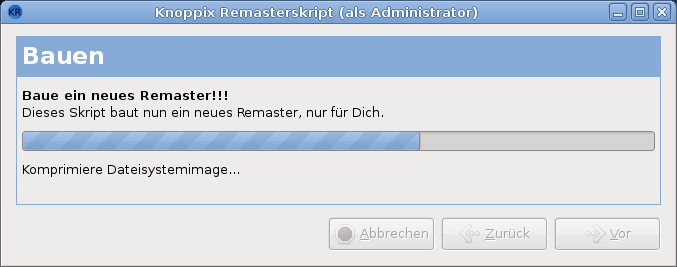 KR Knoppix Remasterskript (als Administrator)
Bauen
Baue ein neues Remaster!!!
Dieses Skript baut nun ein neues Remaster, nur für Dich.
Komprimiere Dateisystemimage...
Abbrechen Zurück Vor